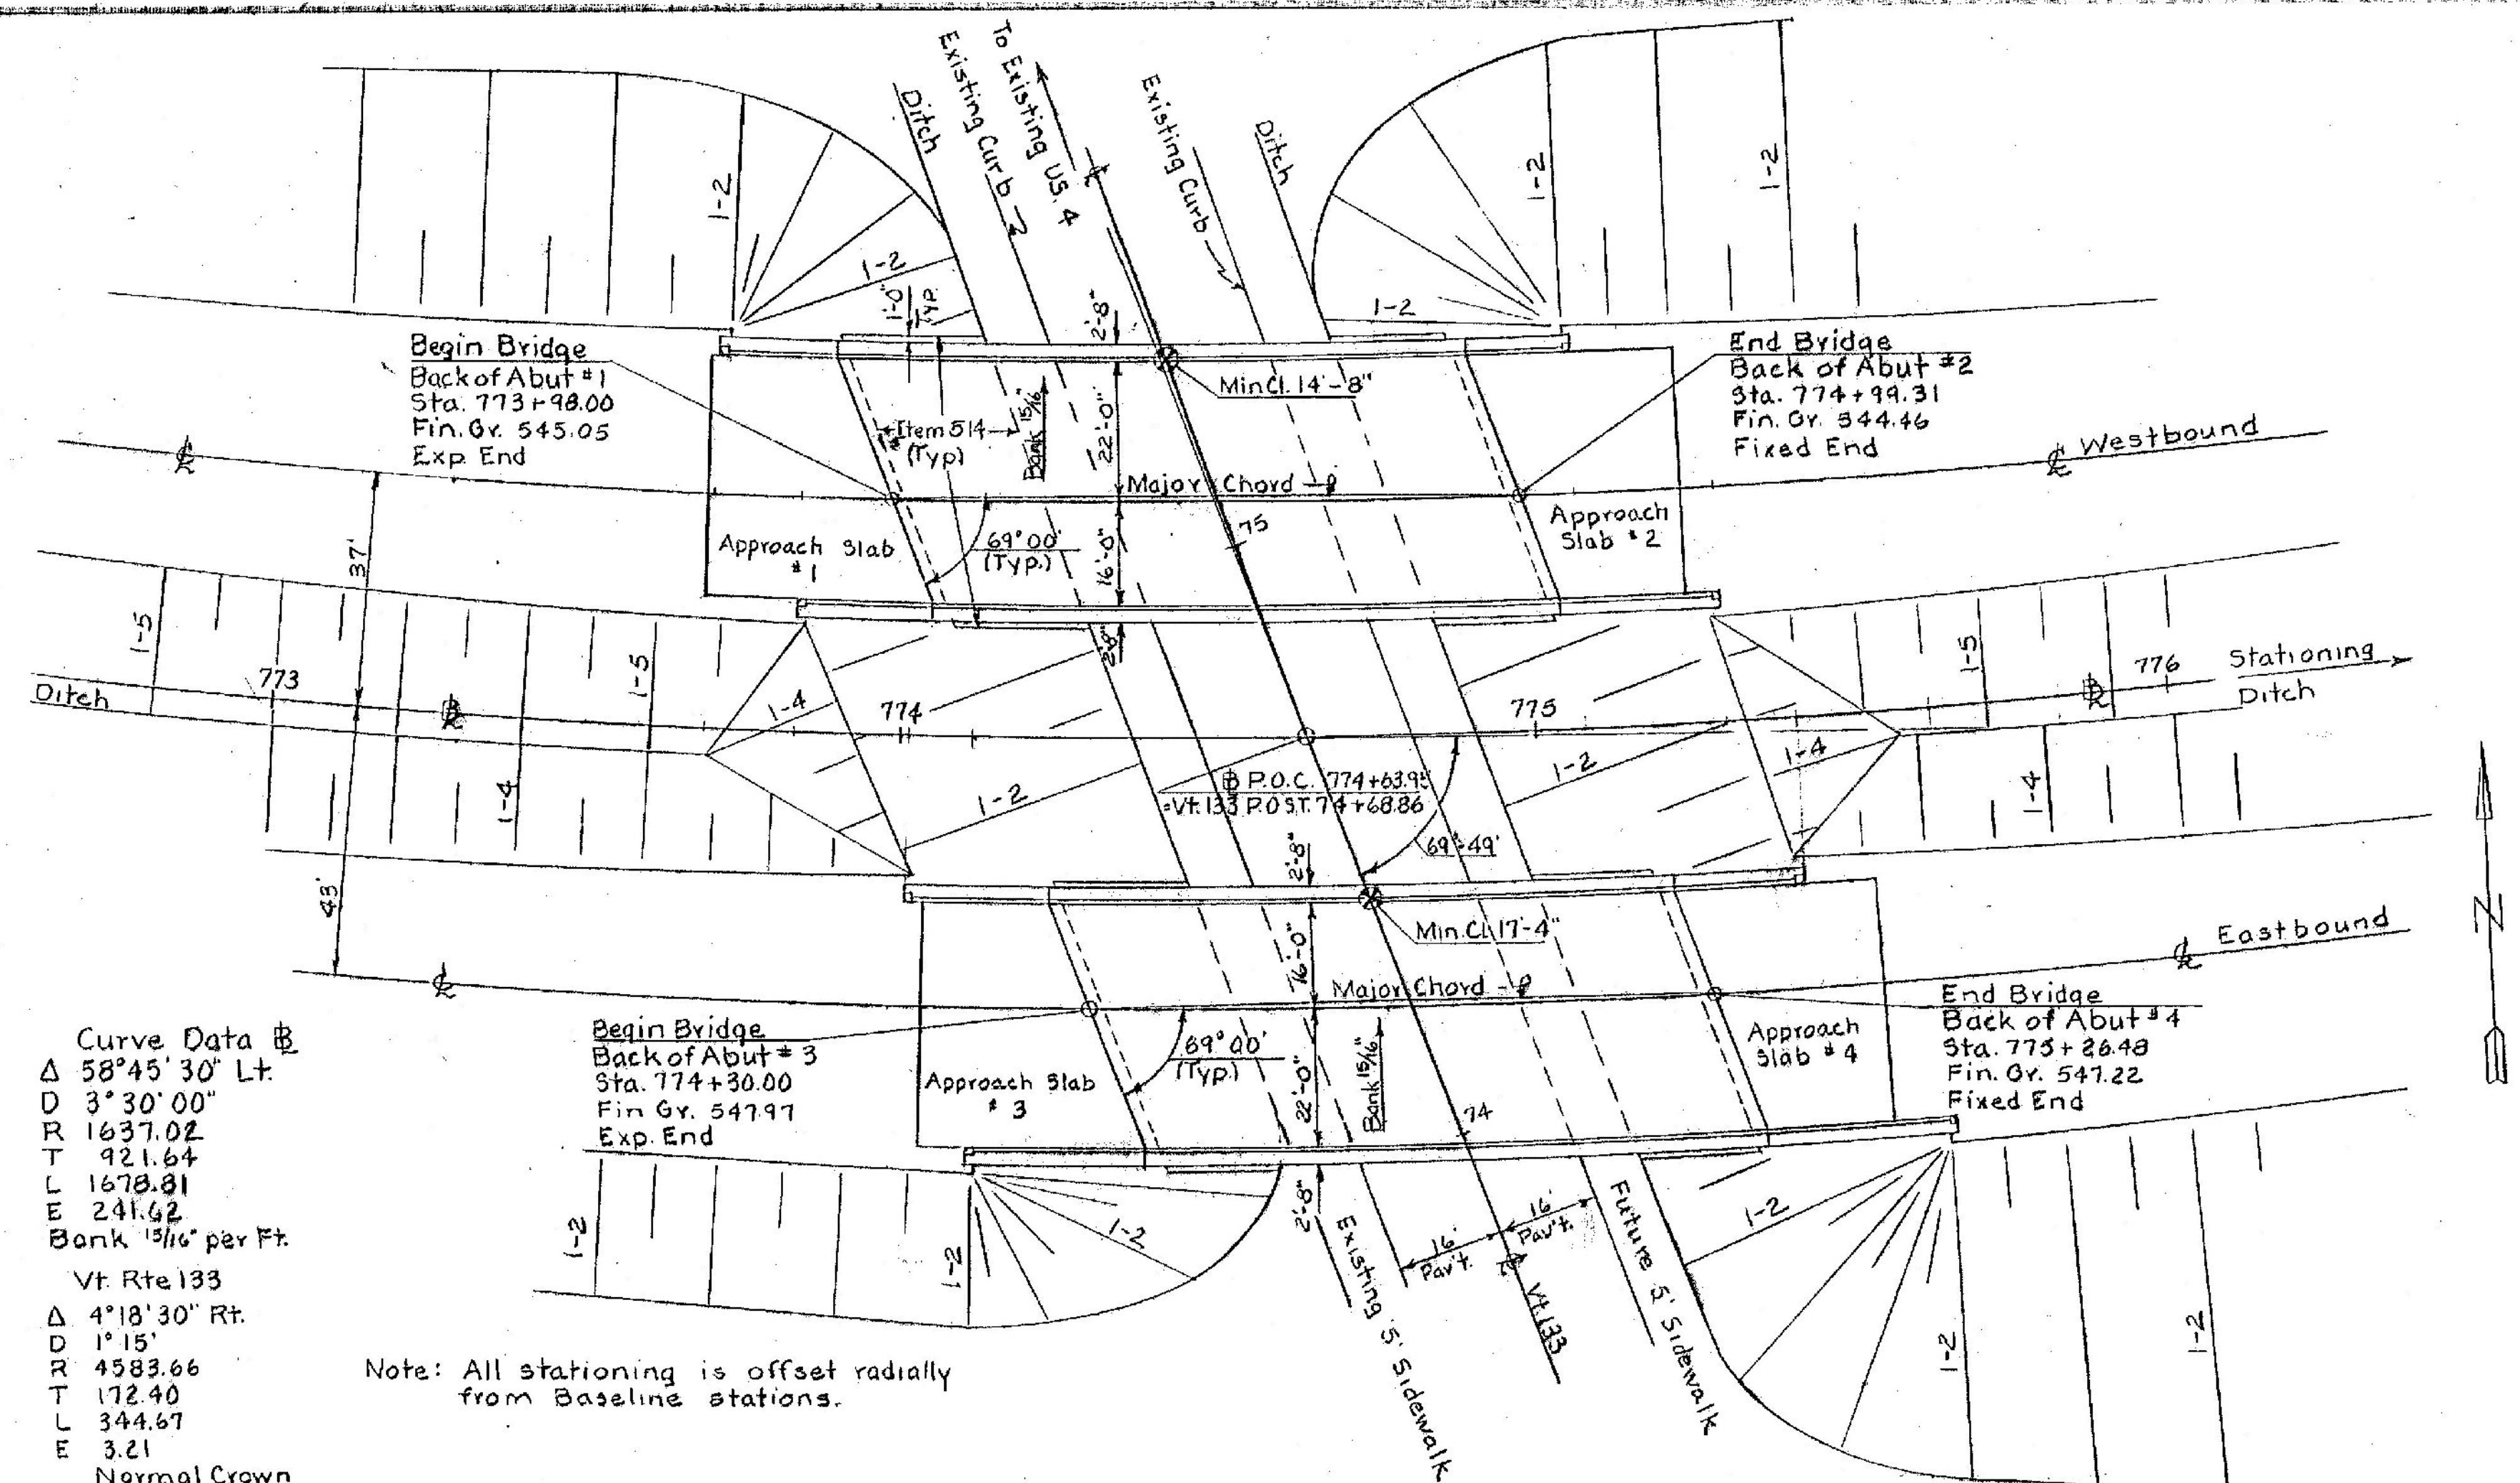 Existing Curb
To Existing U.S. 4
Ditch
Existing Curb
Ditch
1-2
1-2
1-2
1-2
1'-0"
Typ.
2'-8"
1-2
Begin Bridge
Back of Abut #1
Sta. 773+98.00
Fin. Gr. 545.05
Exp. End
Min Cl. 14'-8"
End Bridge
Back of Abut #2
Sta. 774+99.31
Fin. Gr. 544.46
Fixed End
Item 514
(Typ)
Bank 15/16"
22'-0"
℄
℄ Westbound
Major Chord
75
Approach Slab
#1
69°00'
(Typ.)
16'-0"
Approach
Slab #2
37'
2'-8"
1-5
1-5
1-5
773
774
775
776
Stationing
Ditch
Ditch
1-4
1-4
1-4
1-4
1-2
1-2
P.O.C. 774+63.95
=Vt. 133 P.O.S.T. 74+68.86
69°-49'
2'-8"
43'
Min. Cl. 17'-4"
16'-0"
℄ Eastbound
℄
Major Chord
N
Begin Bridge
Back of Abut #3
Sta. 774+30.00
Fin Gr. 547.97
Exp. End
End Bridge
Back of Abut #4
Sta. 775+26.48
Fin. Gr. 547.22
Fixed End
Approach Slab
#3
69°00'
(Typ.)
22'-0"
Bank 15/16"
74
Approach
Slab #4
Curve Data
Δ 58°45'30" Lt.
D 3°30'00"
R 1637.02
T 921.64
L 1678.81
E 241.62
Bank 15/16" per Ft.
Vt. Rte 133
Δ 4°18'30" Rt.
D 1°15'
R 4583.66
T 172.40
L 344.67
E 3.21
Normal Crown
1-2
1-2
1-2
2'-8"
16'
Pav't.
16'
Pav't.
Existing 5' Sidewalk
Vt. 133
Future 5' Sidewalk
1-2
1-2
1-2
Note: All stationing is offset radially
from Baseline stations.